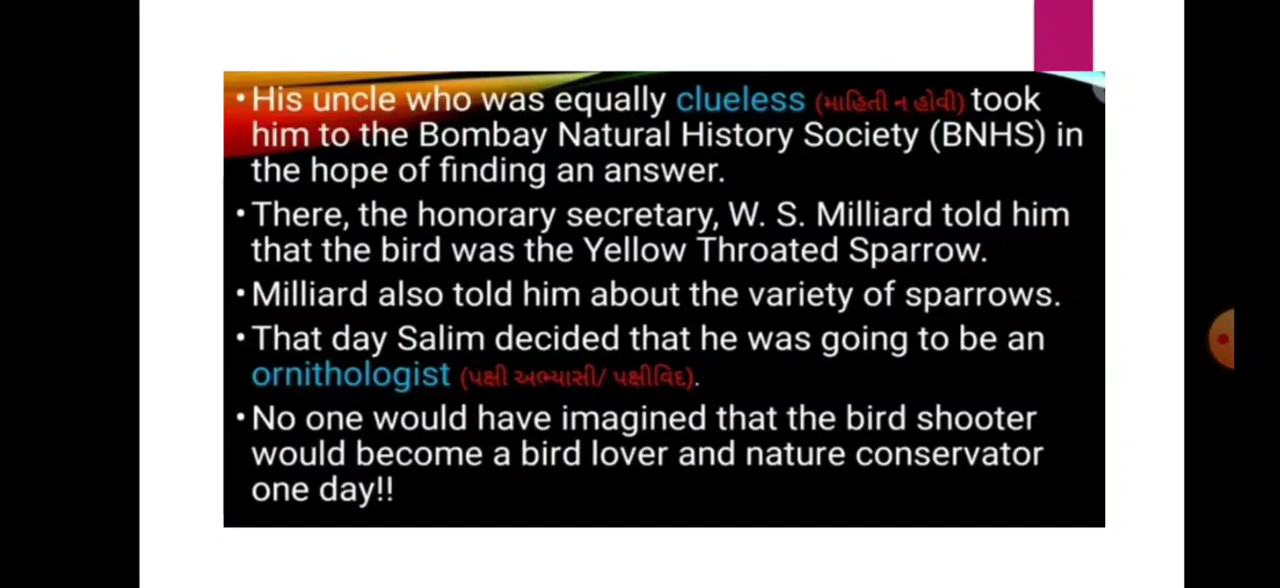 • His uncle who was equally clueless (માહિતી ન હોવી) took
him to the Bombay Natural History Society (BNHS) in
the hope of finding an answer.
• There, the honorary secretary, W. S. Milliard told him
that the bird was the Yellow Throated Sparrow.
• Milliard also told him about the variety of sparrows.
• That day Salim decided that he was going to be an
ornithologist (પક્ષી અભ્યાસી/ પક્ષીવિદ).
• No one would have imagined that the bird shooter
would become a bird lover and nature conservator
one day!!